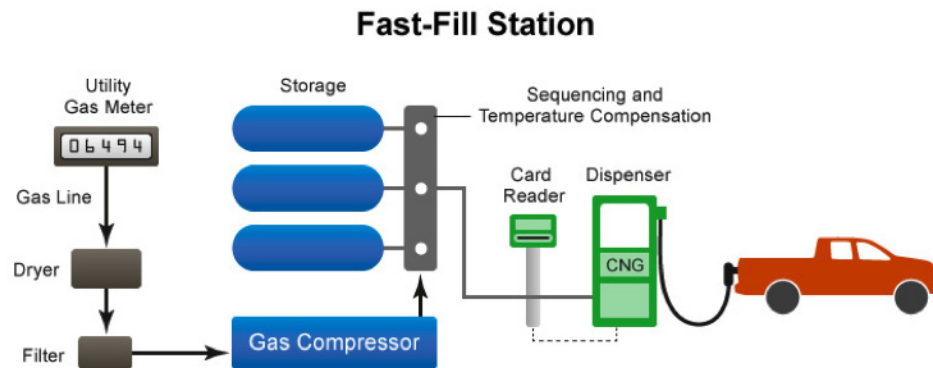 Fast-Fill Station
Utility
Gas Meter
06494
Gas Line
Dryer
Filter
Storage
Gas Compressor
Sequencing and
Temperature Compensation
Card
Reader
Dispenser
CNG